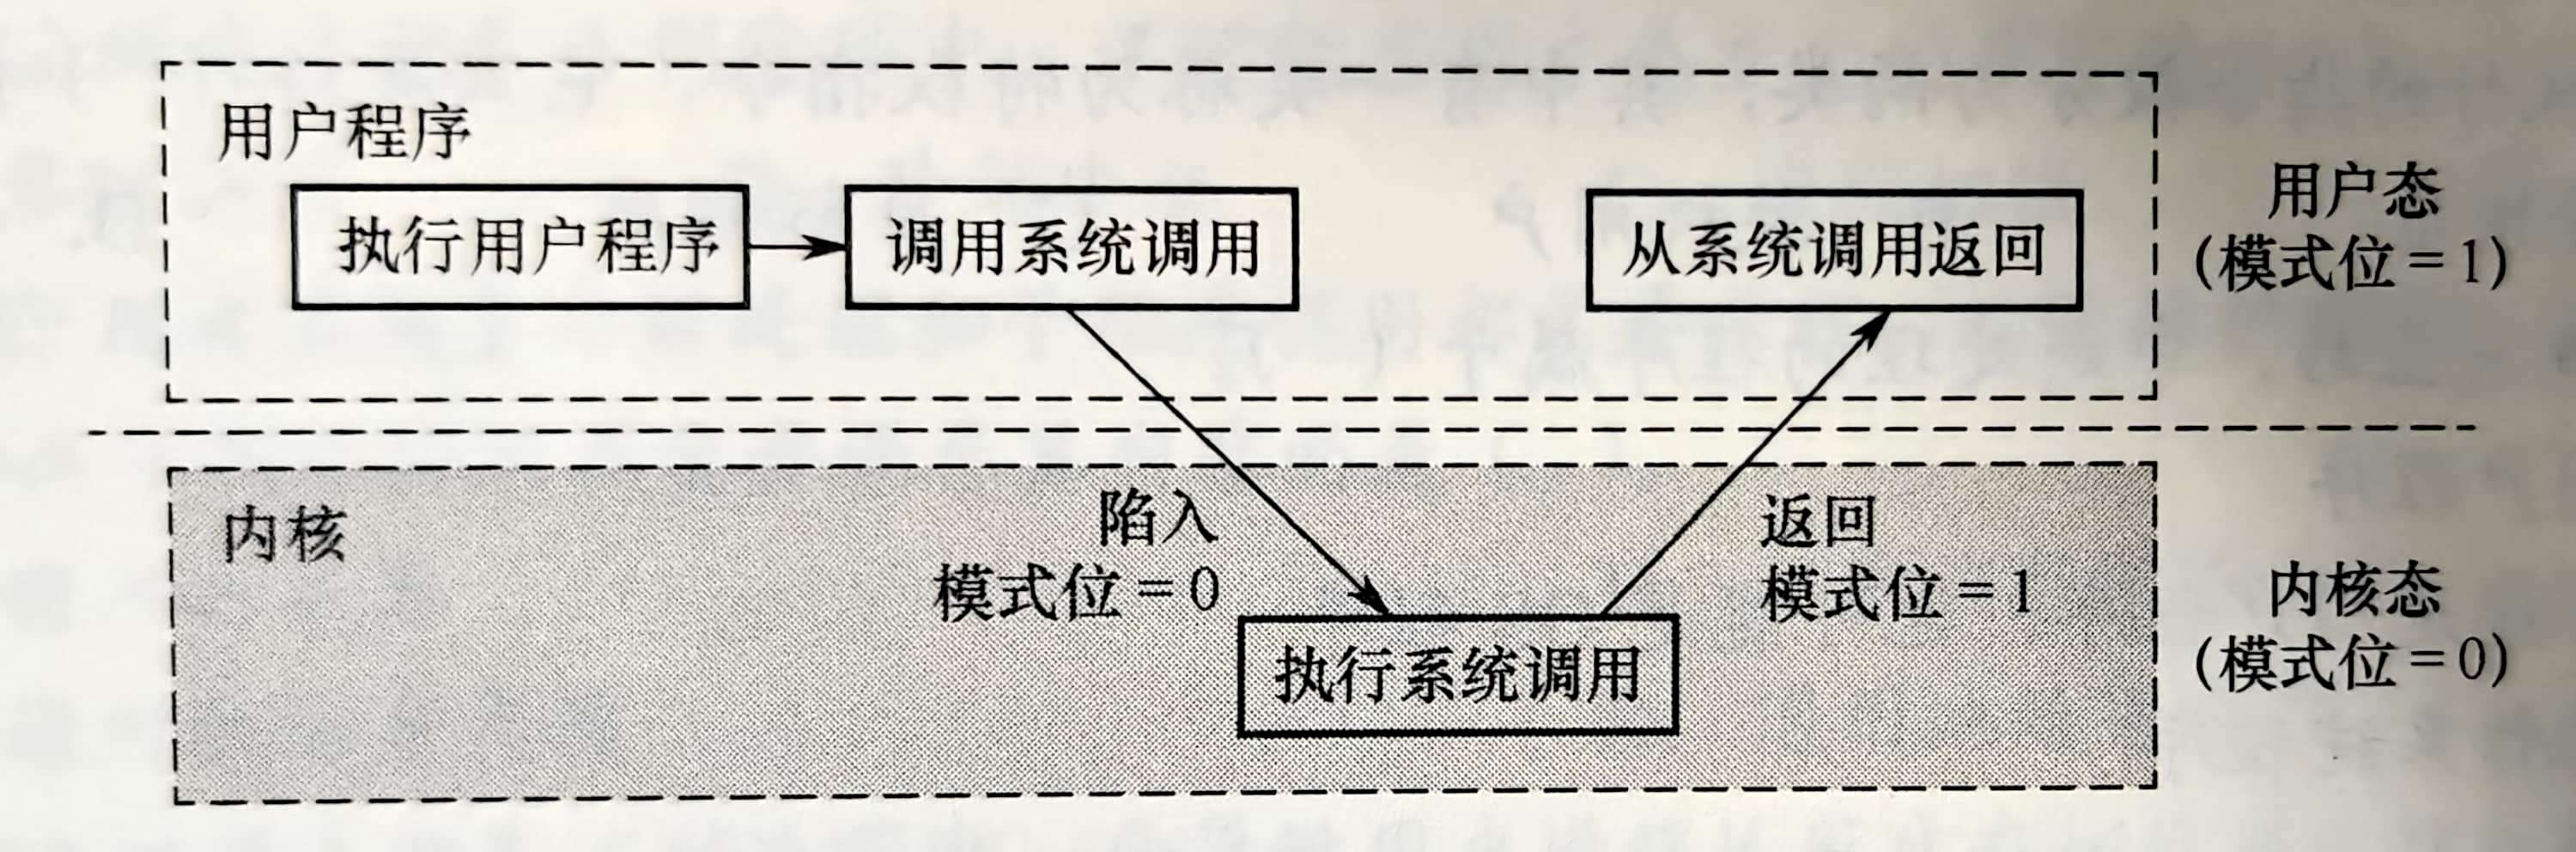 用户程序
执行用户程序
调用系统调用
从系统调用返回
用户态
(模式位=1)
内核
陷入
模式位=0
返回
模式位=1
执行系统调用
内核态
(模式位=0)